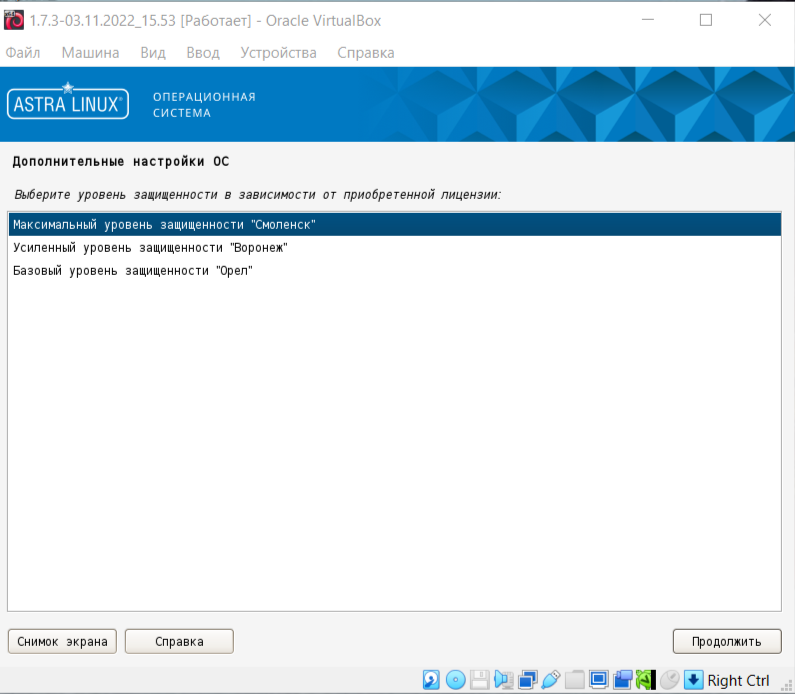 1.7.3-03.11.2022_15.53 [Работает] - Oracle VirtualBox
Файл Машина Вид Ввод Устройства Справка
ASTRA LINUX®
ОПЕРАЦИОННАЯ
СИСТЕМА
Дополнительные настройки ОС
Выберите уровень защищенности в зависимости от приобретенной лицензии:
Максимальный уровень защищенности "Смоленск"
Усиленный уровень защищенности "Воронеж"
Базовый уровень защищенности "Орел"
Снимок экрана Справка Продолжить
Right Ctrl